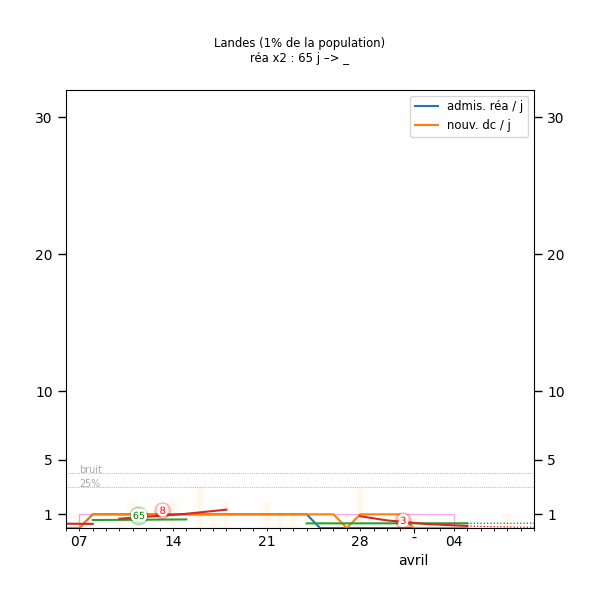 Landes (1% de la population)
réa x2 : 65 j –> _
admis. réa / j
nouv. dc / j
30 30
20 20
10 10
5 5
bruit
25%
65 8 3
1 1
07 14 21 28 - 04
avril